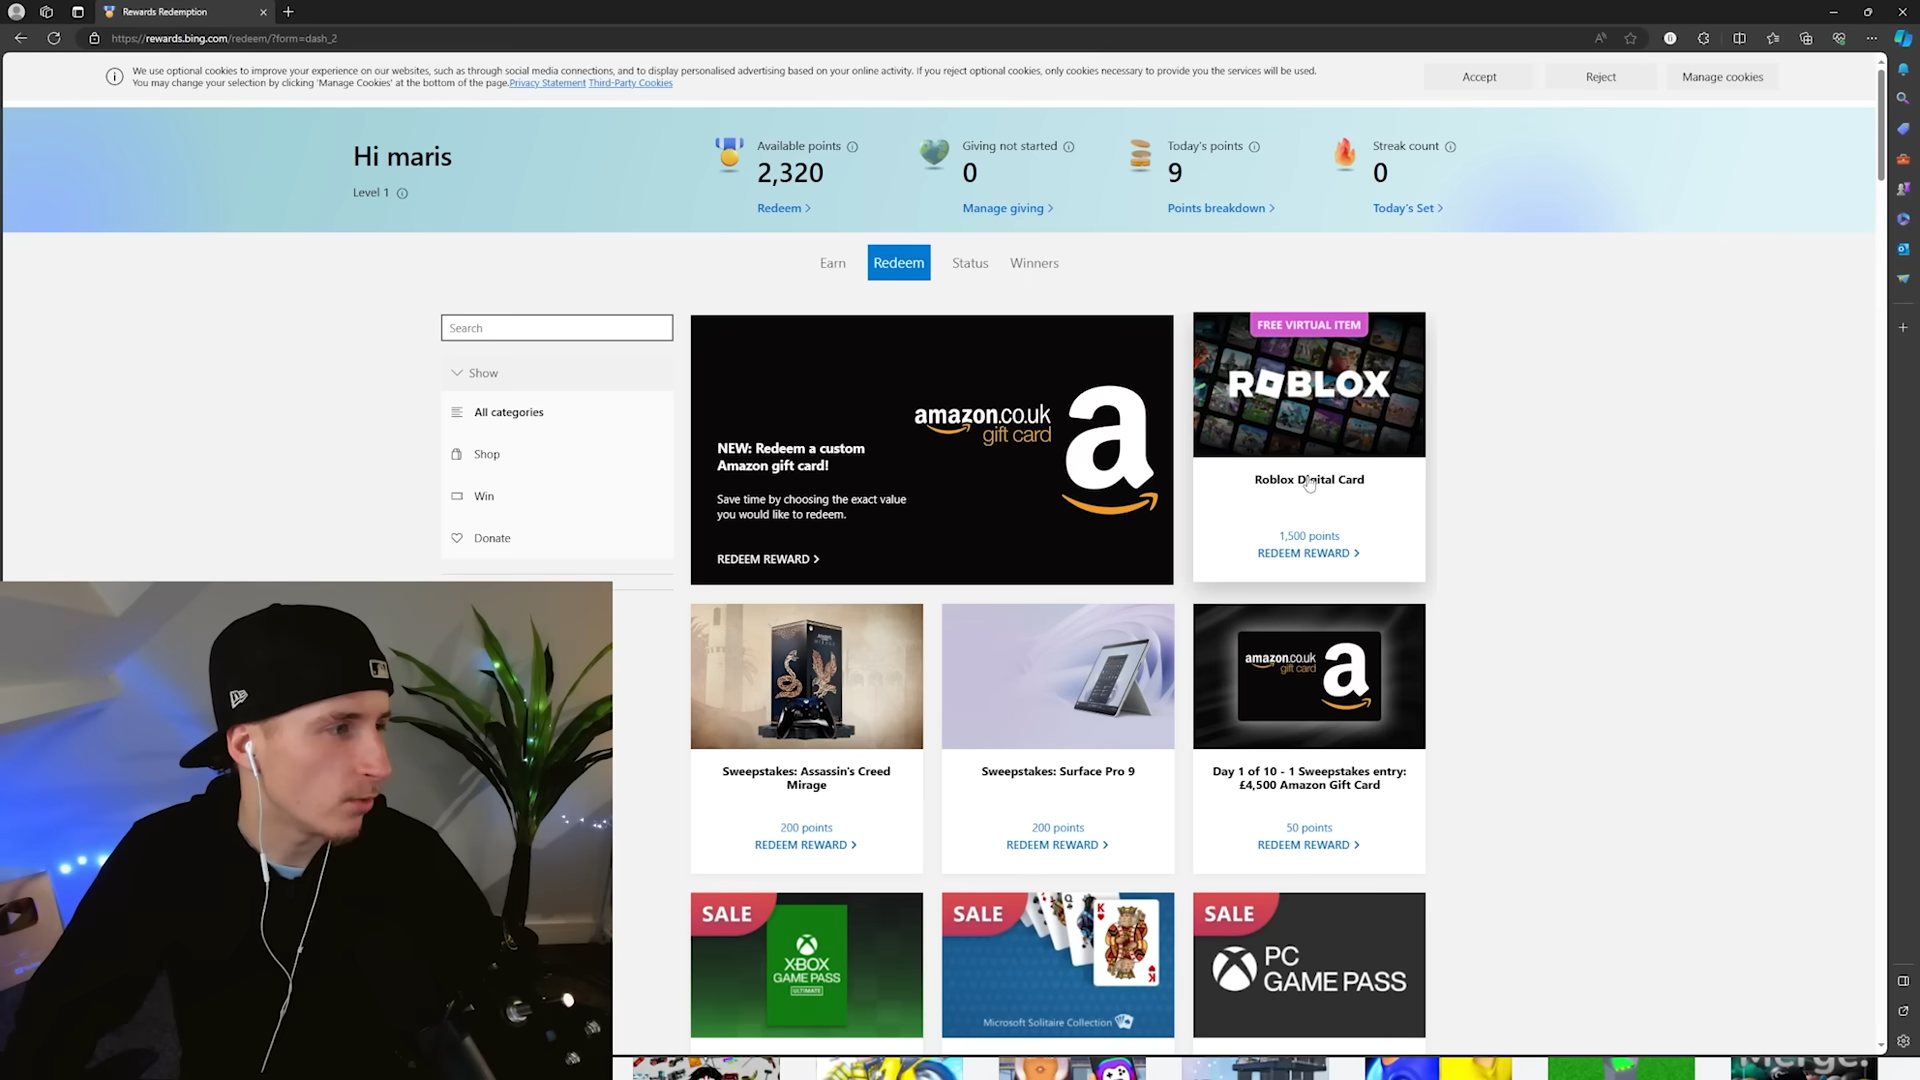 Rewards Redemption
https://rewards.bing.com/redeem/?form=dash_2
We use optional cookies to improve your experience on our websites, such as through social media connections, and to display personalised advertising based on your online activity. If you reject optional cookies, only cookies necessary to provide you the services will be used.
You may change your selection by clicking 'Manage Cookies' at the bottom of the page.Privacy Statement Third-Party Cookies
Accept
Reject
Manage cookies
Hi maris
Level 1
Available points
2,320
Redeem >
Giving not started
0
Manage giving >
Today's points
9
Points breakdown >
Streak count
0
Today's Set >
Earn
Redeem
Status
Winners
Search
Show
All categories
Shop
Win
Donate
NEW: Redeem a custom
Amazon gift card!
Save time by choosing the exact value
you would like to redeem.
REDEEM REWARD >
amazon.co.uk
gift card
a
FREE VIRTUAL ITEM
ROBLOX
Roblox Digital Card
1,500 points
REDEEM REWARD >
Sweepstakes: Assassin's Creed
Mirage
200 points
REDEEM REWARD >
Sweepstakes: Surface Pro 9
200 points
REDEEM REWARD >
amazon.co.uk
gift card
a
Day 1 of 10 - 1 Sweepstakes entry:
£4,500 Amazon Gift Card
50 points
REDEEM REWARD >
SALE
XBOX
GAME PASS
ULTIMATE
SALE
K
Q
K
Microsoft Solitaire Collection
SALE
PC
GAME PASS
Merge